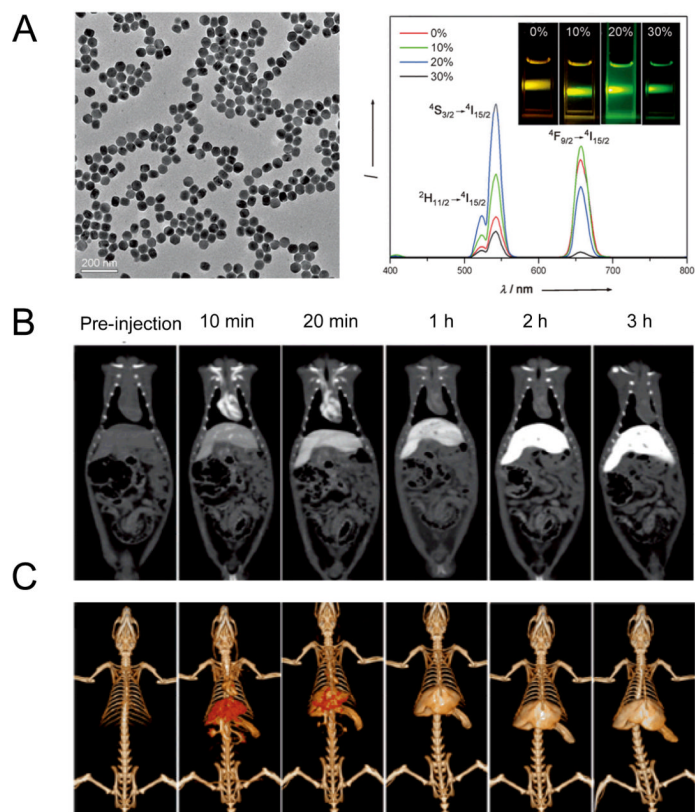 A
200 nm
0%
10%
20%
30%
0% 10% 20% 30%
⁴S₃/₂→⁴I₁₅/₂
⁴F₉/₂→⁴I₁₅/₂
²H₁₁/₂→⁴I₁₅/₂
I
400 500 600 700 800
λ / nm
B
Pre-injection 10 min 20 min 1 h 2 h 3 h
C